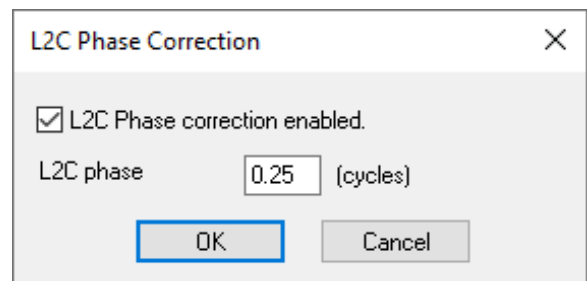 L2C Phase Correction
L2C Phase correction enabled.
L2C phase 0.25 (cycles)
OK Cancel